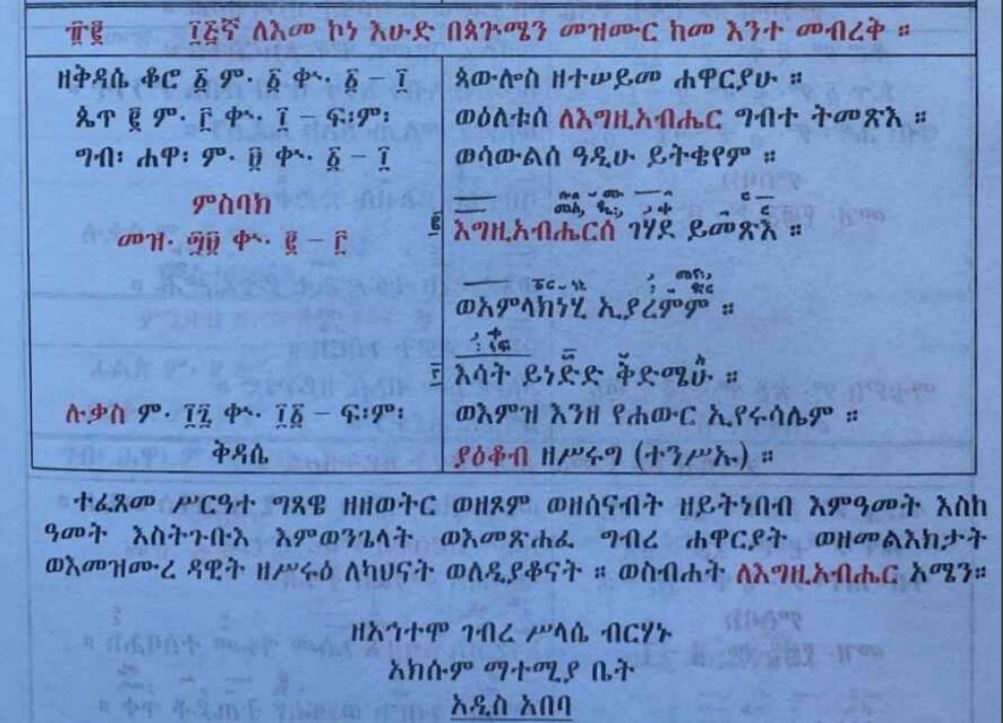 ፹፪ ፲፭ኛ ለእመ ኮነ እሁድ በጳጕሜን መዝሙር ከመ እንተ መብረቅ ።
ዘቅዳሴ ቆሮ ፩ ም. ፩ ቍ. ፩ – ፲
ጴጥ ፪ ም. ፫ ቍ. ፲ – ፍ፡ም፡
ግብ፡ ሐዋ፡ ም. ፱ ቍ. ፩ – ፲
ምስባክ
መዝ. ፵፱ ቍ. ፪ – ፫
ሉቃስ ም. ፲፯ ቍ. ፲፩ – ፍ፡ም፡
ቅዳሴ
ጳውሎስ ዘተሠይመ ሐዋርያሁ ።
ወዕለቱሰ ለእግዚአብሔር ግብተ ትመጽእ ።
ወሳውልሰ ዓዲሁ ይትቄየም ።
፪ እግዚአብሔርሰ ገሃደ ይመጽእ ።
ወአምላክነሂ ኢያረምም ።
፫ እሳት ይነድድ ቅድሜሁ ።
ወእምዝ እንዘ የሐውር ኢየሩሳሌም ።
ያዕቆብ ዘሥሩግ (ተንሥኡ) ።
ተፈጸመ ሥርዓተ ግጻዌ ዘዘወትር ወዘጾም ወዘሰናብት ዘይትነበብ እምዓመት እስከ
ዓመት እስትጉቡእ እምወንጌላት ወእመጽሐፈ ግብረ ሐዋርያት ወዘመልእክታት
ወእመዝሙረ ዳዊት ዘሥሩዕ ለካህናት ወለዲያቆናት ። ወስብሐት ለእግዚአብሔር አሜን።
ዘአኅተሞ ገብረ ሥላሴ ብርሃኑ
አክሱም ማተሚያ ቤት
አዲስ አበባ